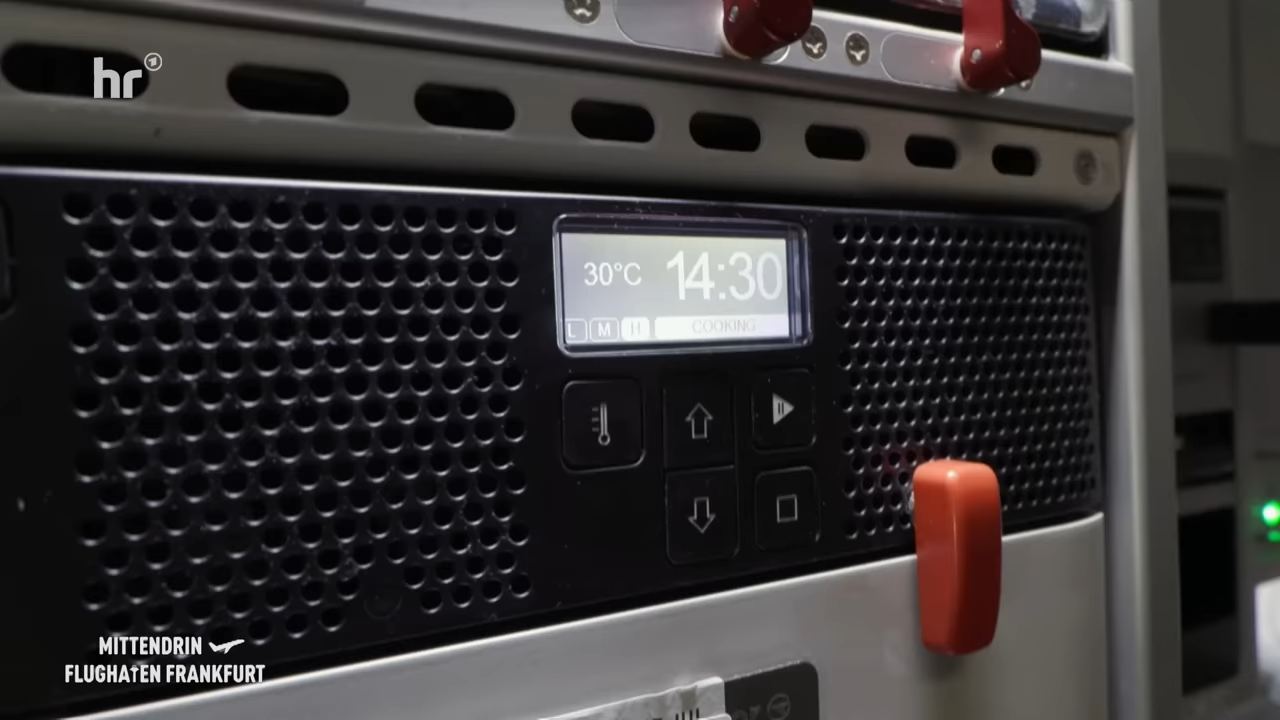 hr
30°C 14:30
L M H COOKING
MITTENDRIN
FLUGHAFEN FRANKFURT